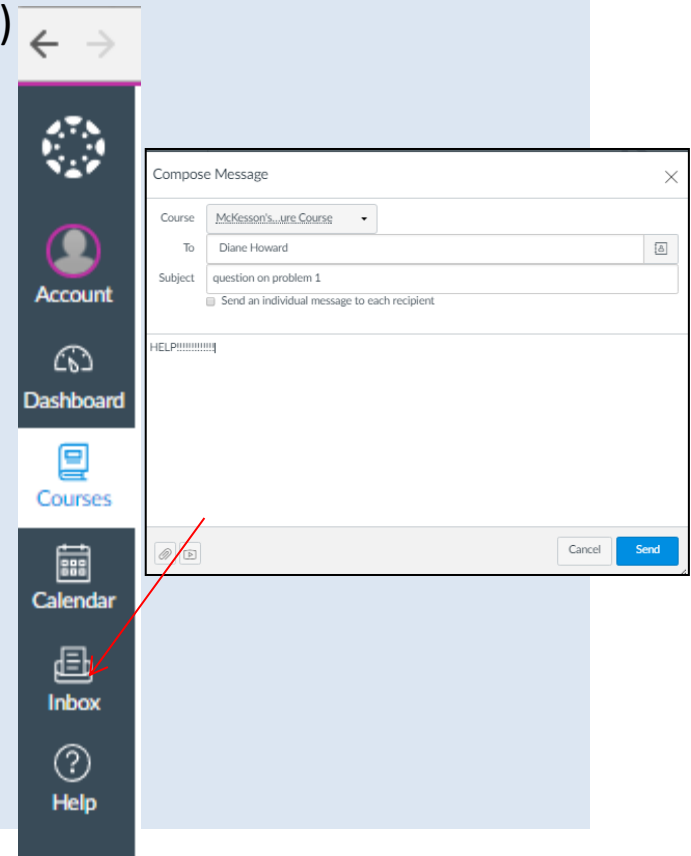 )
Account
Dashboard
Courses
Calendar
Inbox
Help
Compose Message
Course McKesson's...ure Course
To Diane Howard
Subject question on problem 1
Send an individual message to each recipient
HELP!!!!!!!!!!!!!
Cancel Send